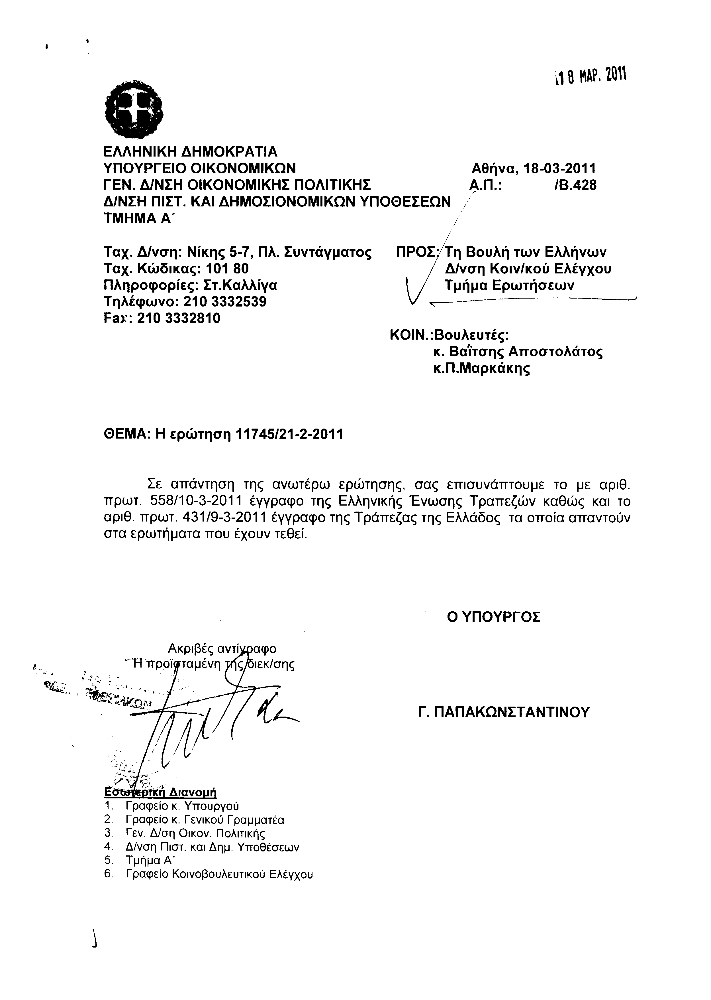 18 ΜΑΡ. 2011
ΕΛΛΗΝΙΚΗ ΔΗΜΟΚΡΑΤΙΑ
ΥΠΟΥΡΓΕΙΟ ΟΙΚΟΝΟΜΙΚΩΝ
ΓΕΝ. Δ/ΝΣΗ ΟΙΚΟΝΟΜΙΚΗΣ ΠΟΛΙΤΙΚΗΣ
Δ/ΝΣΗ ΠΙΣΤ. ΚΑΙ ΔΗΜΟΣΙΟΝΟΜΙΚΩΝ ΥΠΟΘΕΣΕΩΝ
ΤΜΗΜΑ Α΄
Αθήνα, 18-03-2011
Α.Π.: /Β.428
Ταχ. Δ/νση: Νίκης 5-7, Πλ. Συντάγματος
Ταχ. Κώδικας: 101 80
Πληροφορίες: Στ.Καλλίγα
Τηλέφωνο: 210 3332539
Fax: 210 3332810
ΠΡΟΣ: Τη Βουλή των Ελλήνων
Δ/νση Κοιν/κού Ελέγχου
Τμήμα Ερωτήσεων
ΚΟΙΝ.:Βουλευτές:
κ. Βαΐτσης Αποστολάτος
κ.Π.Μαρκάκης
ΘΕΜΑ: Η ερώτηση 11745/21-2-2011
Σε απάντηση της ανωτέρω ερώτησης, σας επισυνάπτουμε το με αριθ.
πρωτ. 558/10-3-2011 έγγραφο της Ελληνικής Ένωσης Τραπεζών καθώς και το
αριθ. πρωτ. 431/9-3-2011 έγγραφο της Τράπεζας της Ελλάδος τα οποία απαντούν
στα ερωτήματα που έχουν τεθεί.
Ο ΥΠΟΥΡΓΟΣ
Γ. ΠΑΠΑΚΩΝΣΤΑΝΤΙΝΟΥ
Ακριβές αντίγραφο
Η προϊσταμένη της διεκ/σης
Εσωτερική Διανομή
1. Γραφείο κ. Υπουργού
2. Γραφείο κ. Γενικού Γραμματέα
3. Γεν. Δ/ση Οικον. Πολιτικής
4. Δ/νση Πιστ. και Δημ. Υποθέσεων
5. Τμήμα Α΄
6. Γραφείο Κοινοβουλευτικού Ελέγχου